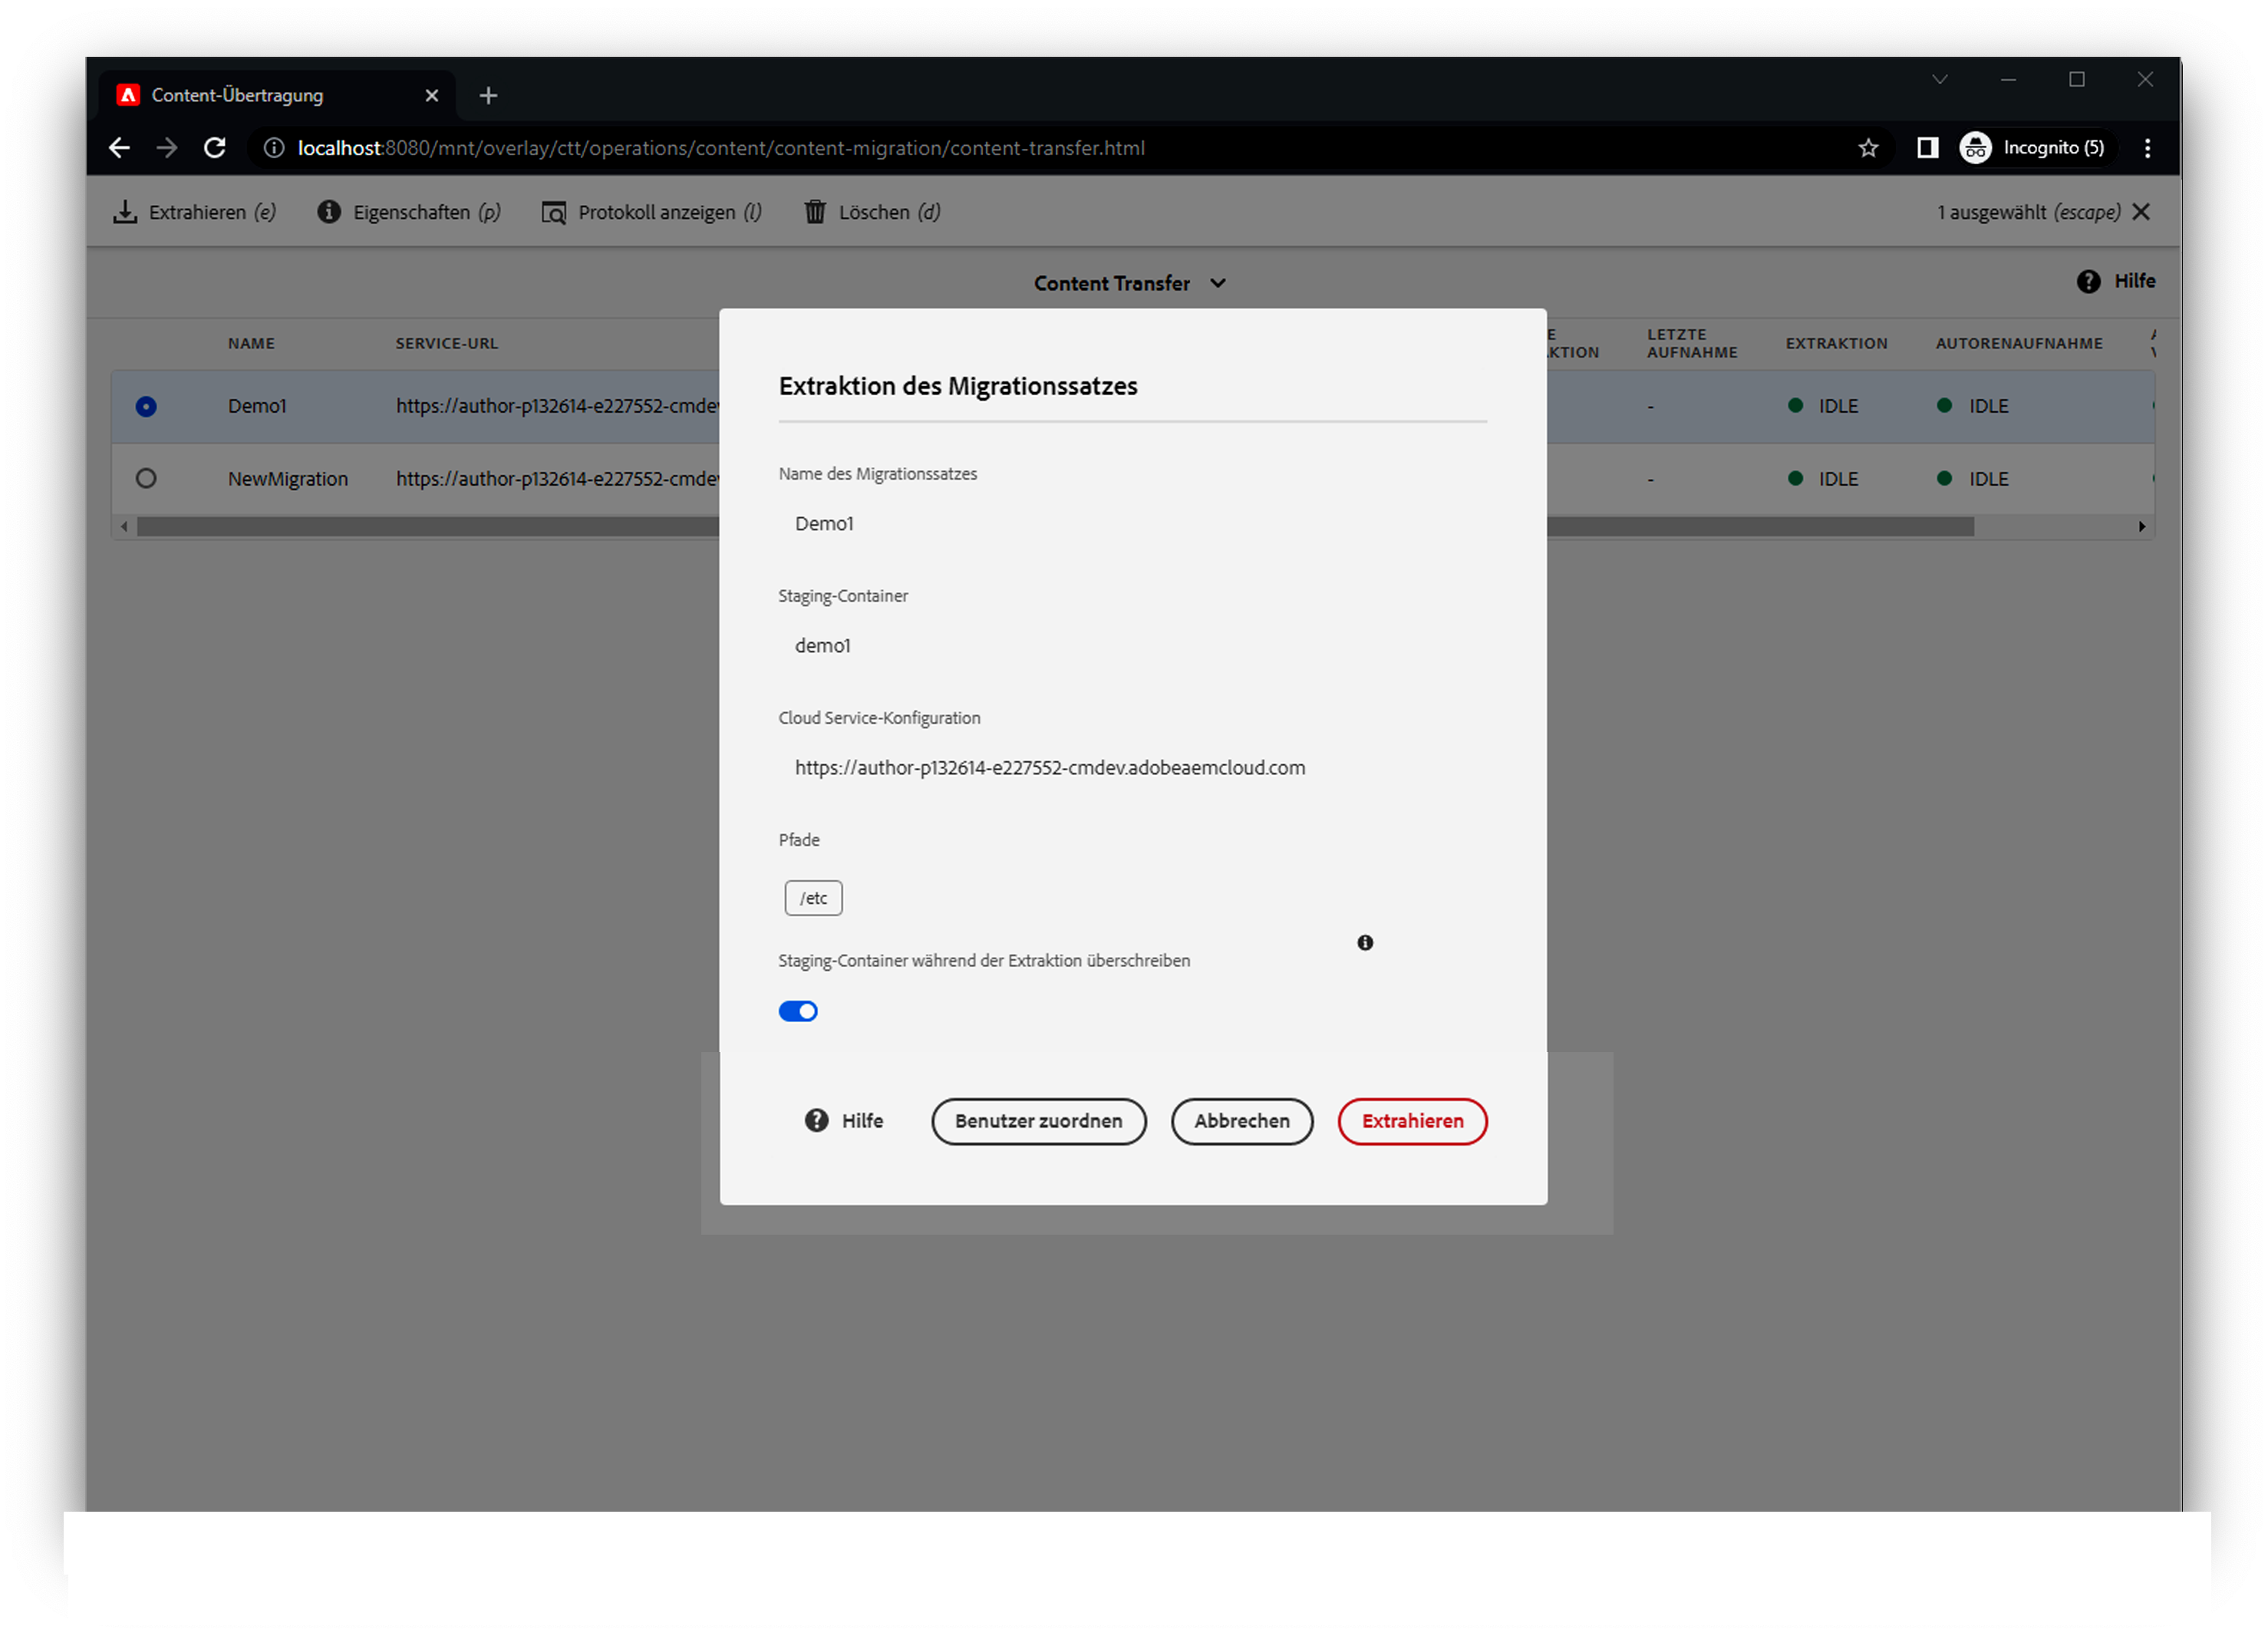 Content-Übertragung
localhost:8080/mnt/overlay/ctt/operations/content/content-migration/content-transfer.html
Incognito (5)
Extrahieren (e) Eigenschaften (p) Protokoll anzeigen (l) Löschen (d) 1 ausgewählt (escape)
Content Transfer Hilfe
NAME SERVICE-URL LETZTE AUFNAHME EXTRAKTION AUTORENAUFNAHME
Demo1 https://author-p132614-e227552-cmdev - IDLE IDLE
NewMigration https://author-p132614-e227552-cmdev - IDLE IDLE
Extraktion des Migrationssatzes
Name des Migrationssatzes
Demo1
Staging-Container
demo1
Cloud Service-Konfiguration
https://author-p132614-e227552-cmdev.adobeaemcloud.com
Pfade
/etc
Staging-Container während der Extraktion überschreiben
Hilfe Benutzer zuordnen Abbrechen Extrahieren